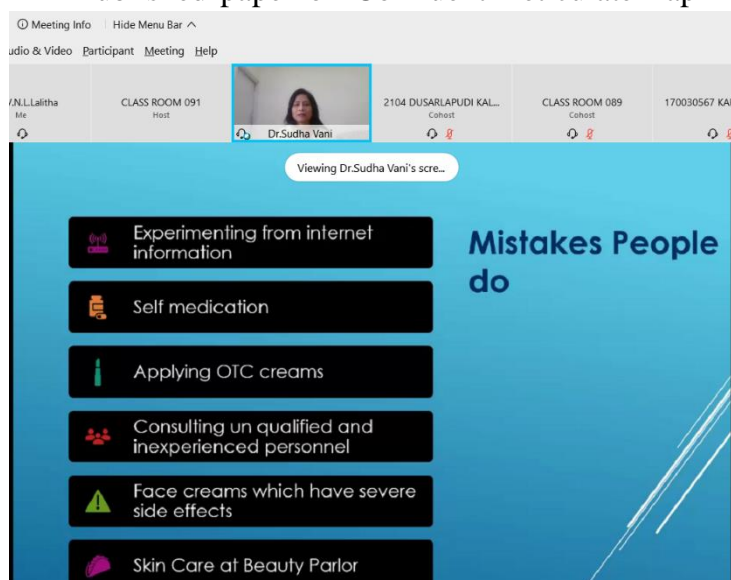 Meeting Info Hide Menu Bar
udio & Video Participant Meeting Help
.N.L.Lalitha
Me
CLASS ROOM 091
Host
Dr.Sudha Vani
2104 DUSARLAPUDI KAL...
Cohost
CLASS ROOM 089
Cohost
170030567 KA
Viewing Dr.Sudha Vani's scre...
Mistakes People
do
Experimenting from internet
information
Self medication
Applying OTC creams
Consulting un qualified and
inexperienced personnel
Face creams which have severe
side effects
Skin Care at Beauty Parlor